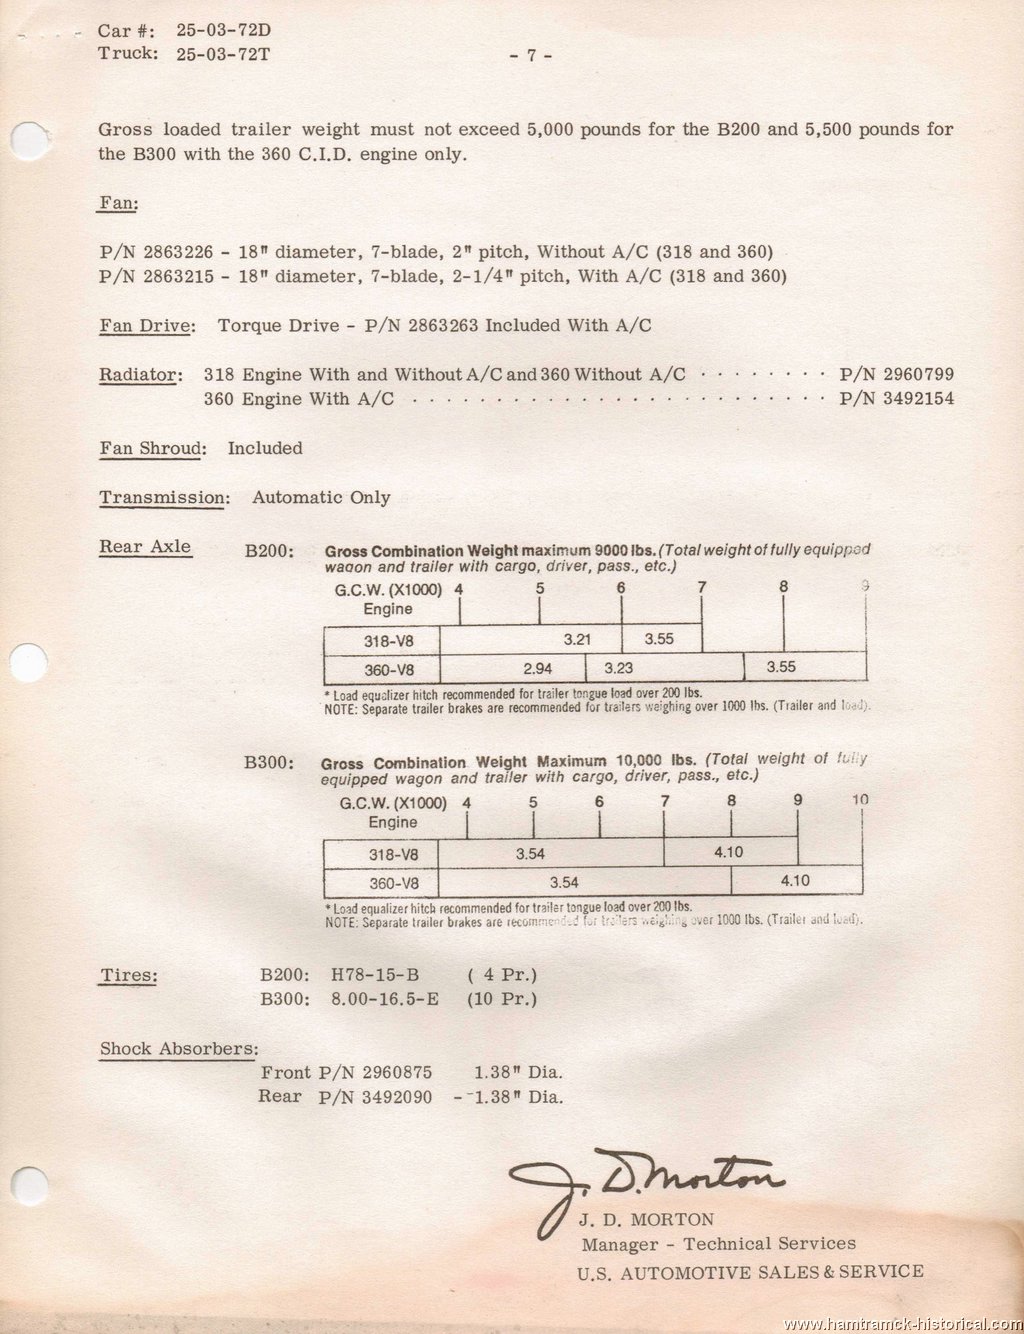 Car #: 25-03-72D
Truck: 25-03-72T
- 7 -
Gross loaded trailer weight must not exceed 5,000 pounds for the B200 and 5,500 pounds for
the B300 with the 360 C.I.D. engine only.
Fan:
P/N 2863226 - 18" diameter, 7-blade, 2" pitch, Without A/C (318 and 360)
P/N 2863215 - 18" diameter, 7-blade, 2-1/4" pitch, With A/C (318 and 360)
Fan Drive: Torque Drive - P/N 2863263 Included With A/C
Radiator: 318 Engine With and Without A/C and 360 Without A/C · · · · · · · · P/N 2960799
360 Engine With A/C · · · · · · · · · · · · · · · · · · · · · · · · · P/N 3492154
Fan Shroud: Included
Transmission: Automatic Only
Rear Axle B200: Gross Combination Weight maximum 9000 lbs. (Total weight of fully equipped
wagon and trailer with cargo, driver, pass., etc.)
G.C.W. (X1000) 4 5 6 7 8 9
Engine
318-V8 3.21 3.55
360-V8 2.94 3.23 3.55
* Load equalizer hitch recommended for trailer tongue load over 200 lbs.
NOTE: Separate trailer brakes are recommended for trailers weighing over 1000 lbs. (Trailer and load).
B300: Gross Combination Weight Maximum 10,000 lbs. (Total weight of fully
equipped wagon and trailer with cargo, driver, pass., etc.)
G.C.W. (X1000) 4 5 6 7 8 9 10
Engine
318-V8 3.54 4.10
360-V8 3.54 4.10
* Load equalizer hitch recommended for trailer tongue load over 200 lbs.
NOTE: Separate trailer brakes are recommended for trailers weighing over 1000 lbs. (Trailer and load).
Tires: B200: H78-15-B ( 4 Pr.)
B300: 8.00-16.5-E (10 Pr.)
Shock Absorbers:
Front P/N 2960875 1.38" Dia.
Rear P/N 3492090 - 1.38" Dia.
J. D. Morton
J. D. MORTON
Manager - Technical Services
U.S. AUTOMOTIVE SALES & SERVICE
www.hamtramck-historical.com